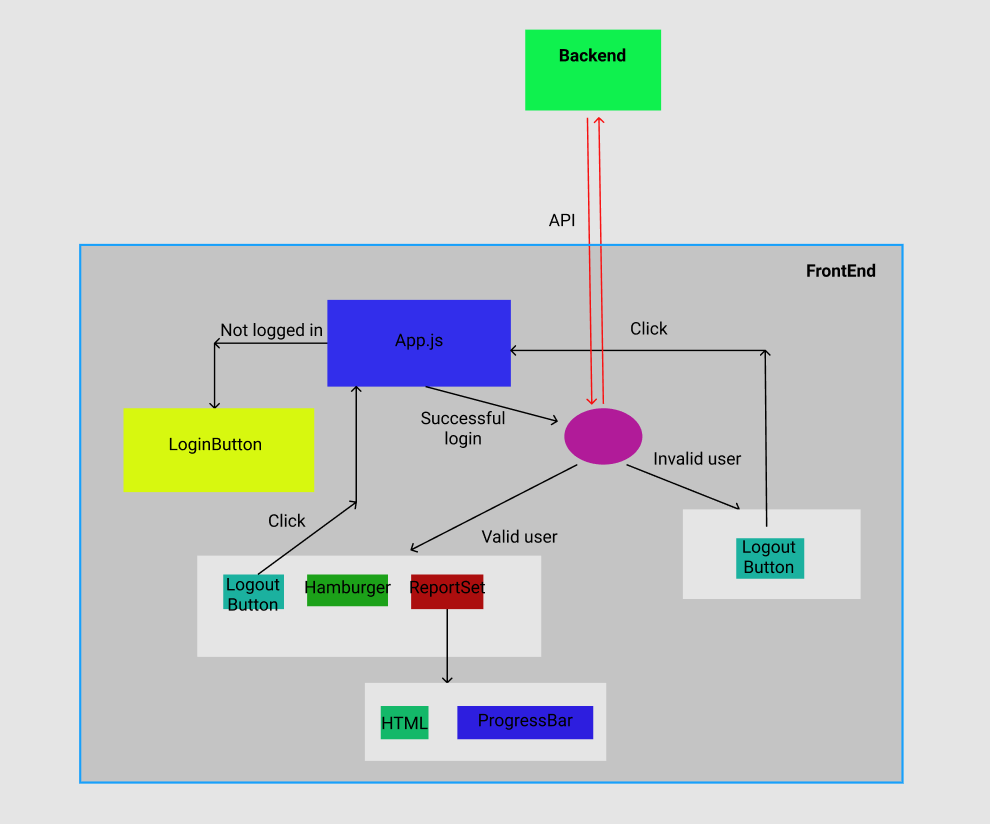 Backend
API
FrontEnd
Not logged in
App.js
Click
Successful
login
LoginButton
Invalid user
Click
Valid user
Logout
Button
Hamburger
ReportSet
Logout
Button
HTML
ProgressBar